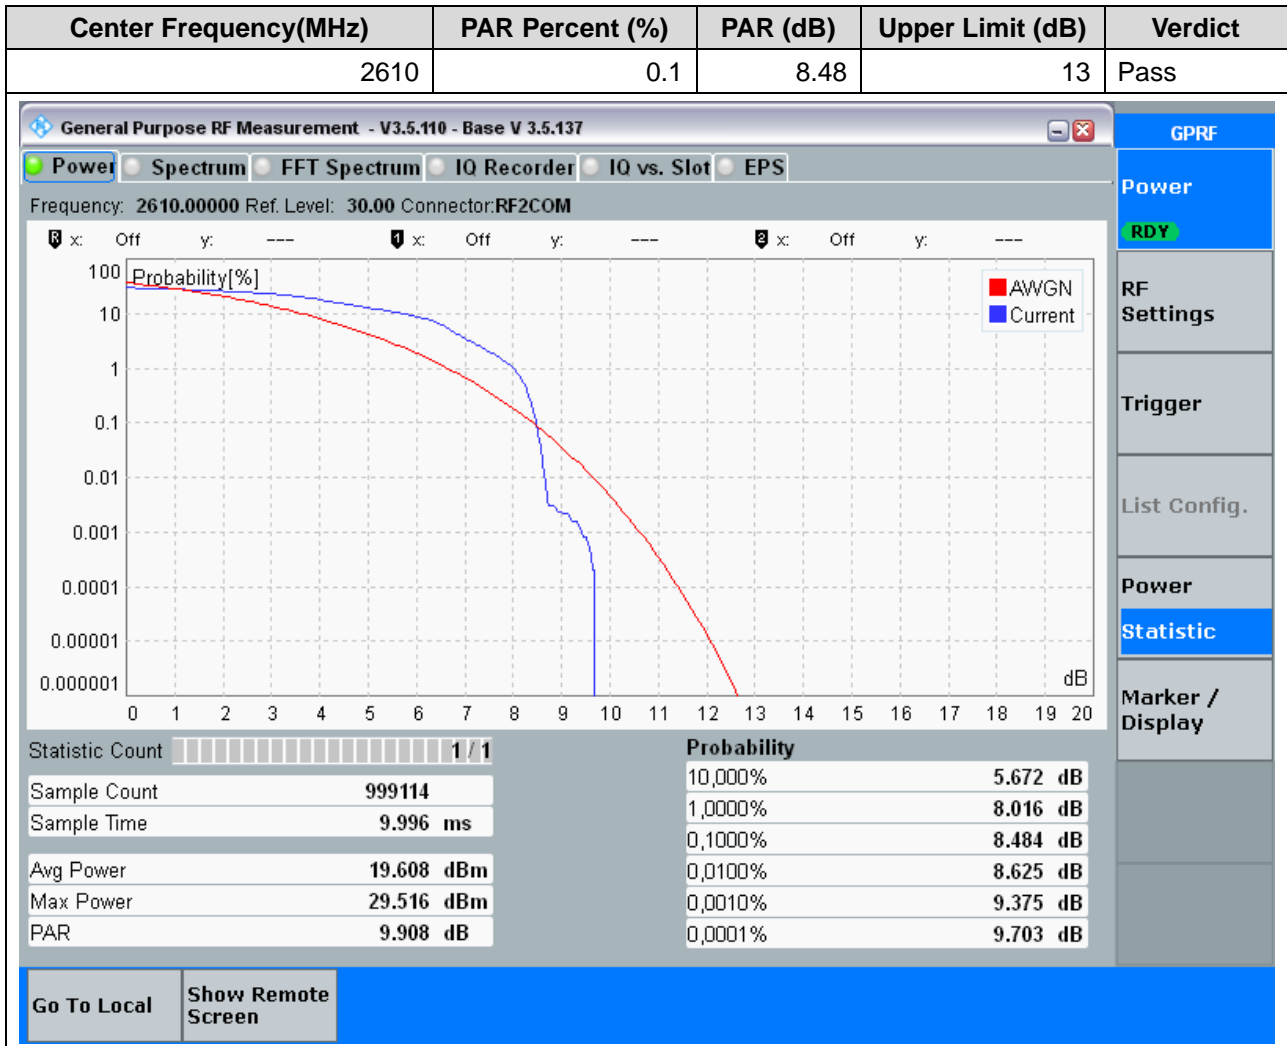 Center Frequency(MHz) PAR Percent (%) PAR (dB) Upper Limit (dB) Verdict
2610 0.1 8.48 13 Pass
General Purpose RF Measurement - V3.5.110 - Base V 3.5.137
GPRF
Power Spectrum FFT Spectrum IQ Recorder IQ vs. Slot EPS
Power
RDY
Frequency: 2610.00000 Ref. Level: 30.00 Connector:RF2COM
R x: Off y: --- 1 x: Off y: --- 2 x: Off y: ---
Probability[%]
AWGN
Current
100
10
1
0.1
0.01
0.001
0.0001
0.00001
0.000001
dB
0 1 2 3 4 5 6 7 8 9 10 11 12 13 14 15 16 17 18 19 20
RF
Settings
Trigger
List Config.
Power
Statistic
Marker /
Display
Statistic Count 1 / 1
Sample Count 999114
Sample Time 9.996 ms
Avg Power 19.608 dBm
Max Power 29.516 dBm
PAR 9.908 dB
Probability
10,000% 5.672 dB
1,0000% 8.016 dB
0,1000% 8.484 dB
0,0100% 8.625 dB
0,0010% 9.375 dB
0,0001% 9.703 dB
Go To Local
Show Remote
Screen